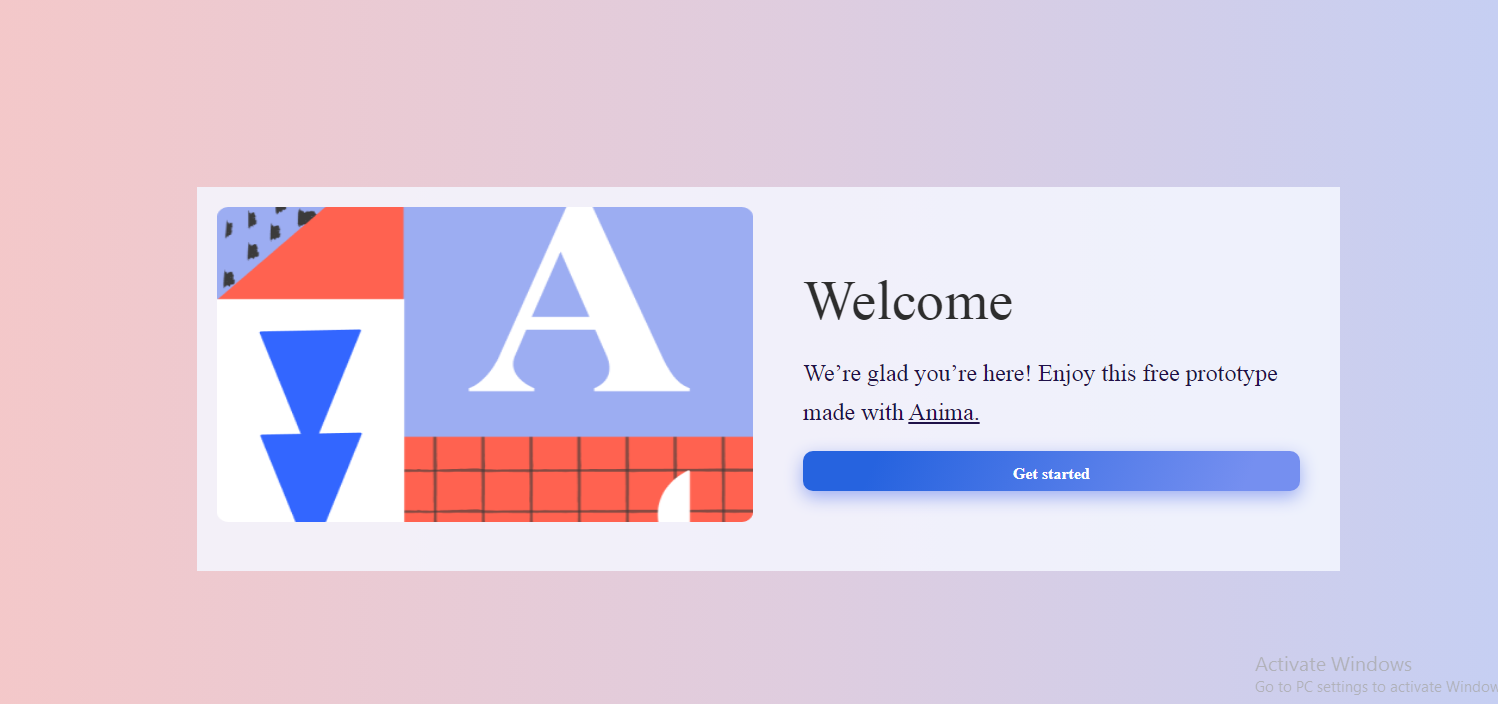 A
Welcome
We’re glad you’re here! Enjoy this free prototype
made with Anima.
Get started
Activate Windows
Go to PC settings to activate Window